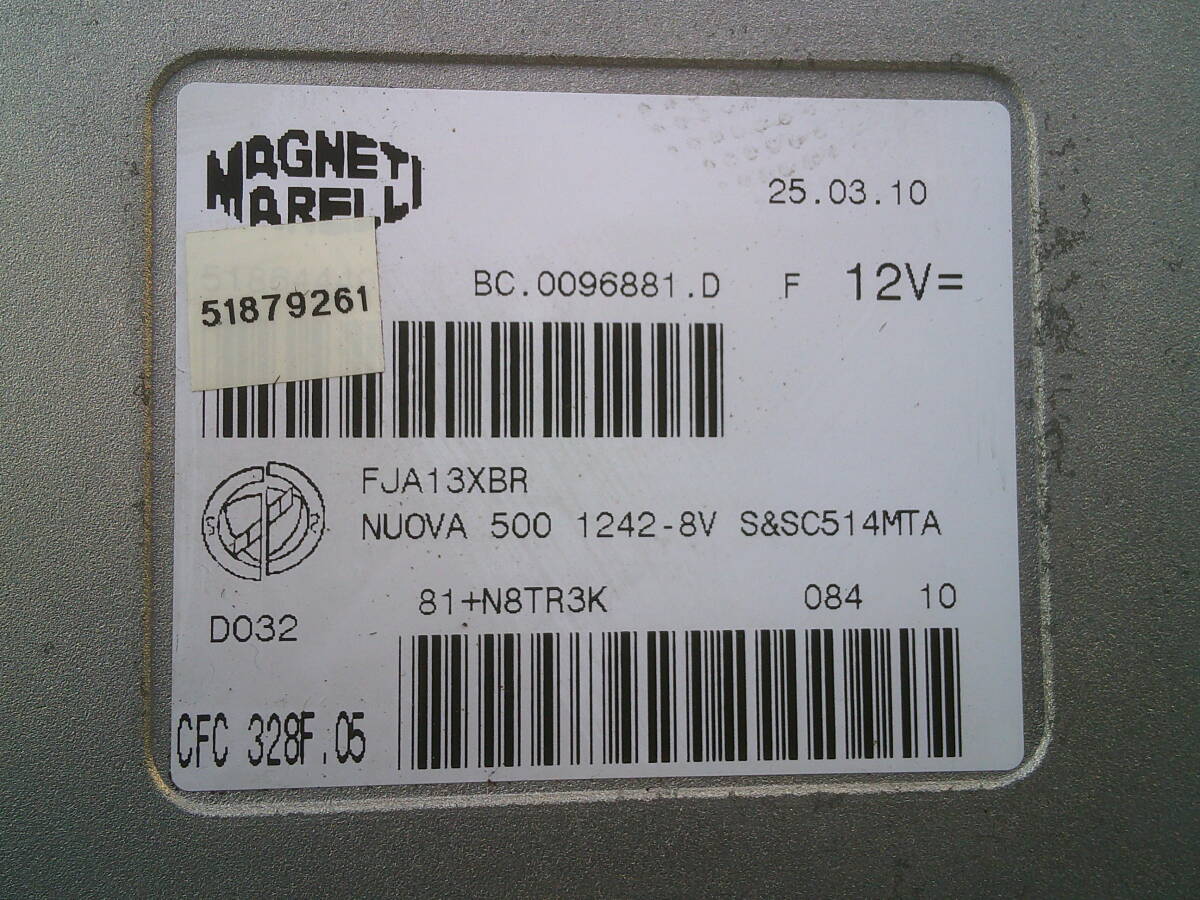 MAGNETI
MARELLI
25.03.10
BC.0096881.D F 12V=
51879261
FJA13XBR
NUOVA 500 1242-8V S&SC514MTA
81+N8TR3K 084 10
D032
CFC 328F.05